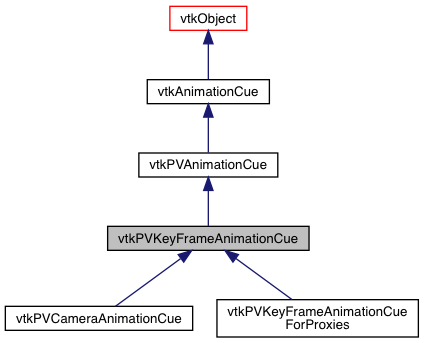 vtkObject
vtkAnimationCue
vtkPVAnimationCue
vtkPVKeyFrameAnimationCue
vtkPVCameraAnimationCue
vtkPVKeyFrameAnimationCue
ForProxies